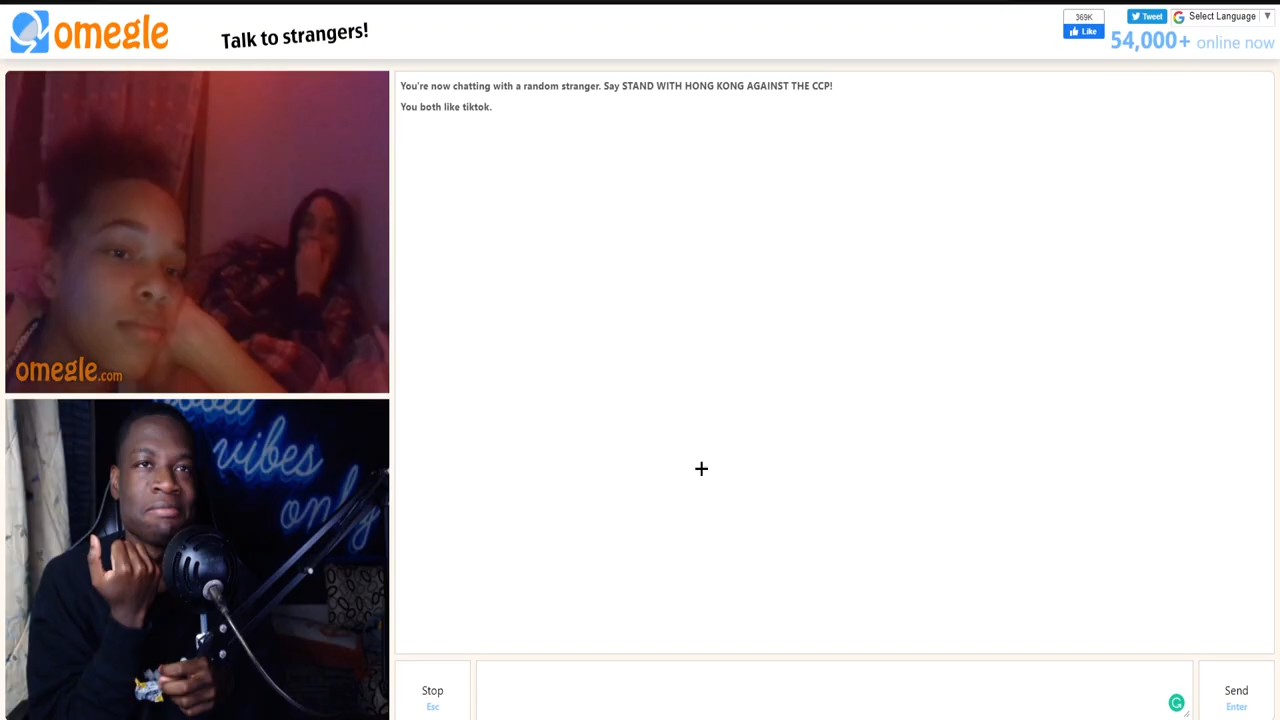 omegle
Talk to strangers!
369K
Like
Tweet
Select Language
54,000+ online now
You're now chatting with a random stranger. Say STAND WITH HONG KONG AGAINST THE CCP!
You both like tiktok.
omegle.com
vibes
only
Stop
Esc
Send
Enter